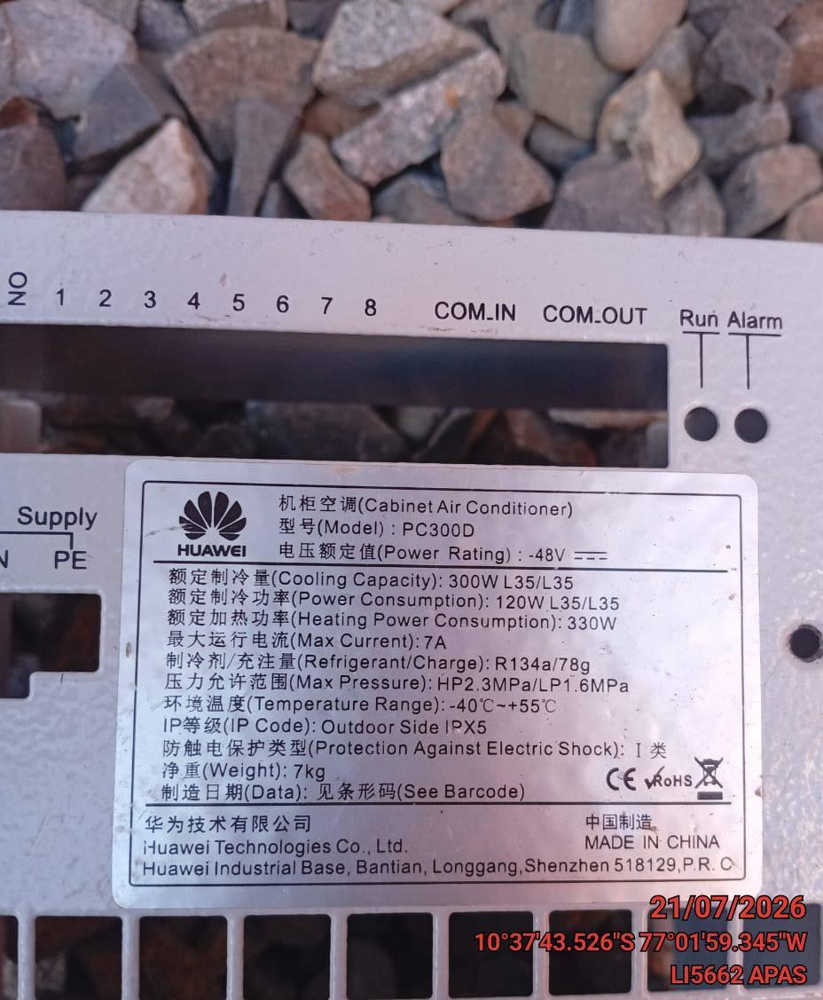 NO 1 2 3 4 5 6 7 8 COM_IN COM_OUT Run Alarm
Supply
N PE
HUAWEI
机柜空调(Cabinet Air Conditioner)
型号(Model) : PC300D
电压额定值(Power Rating) : -48V
额定制冷量(Cooling Capacity): 300W L35/L35
额定制冷功率(Power Consumption): 120W L35/L35
额定加热功率(Heating Power Consumption): 330W
最大运行电流(Max Current): 7A
制冷剂/充注量(Refrigerant/Charge): R134a/78g
压力允许范围(Max Pressure): HP2.3MPa/LP1.6MPa
环境温度(Temperature Range): -40℃~+55℃
IP等级(IP Code): Outdoor Side IPX5
防触电保护类型(Protection Against Electric Shock): I 类
净重(Weight): 7kg
CE RoHS
制造日期(Data): 见条形码(See Barcode)
华为技术有限公司
中国制造
Huawei Technologies Co., Ltd.
MADE IN CHINA
Huawei Industrial Base, Bantian, Longgang,Shenzhen 518129,P.R. C
21/07/2026
10°37'43.526"S 77°01'59.345"W
LI5662 APAS